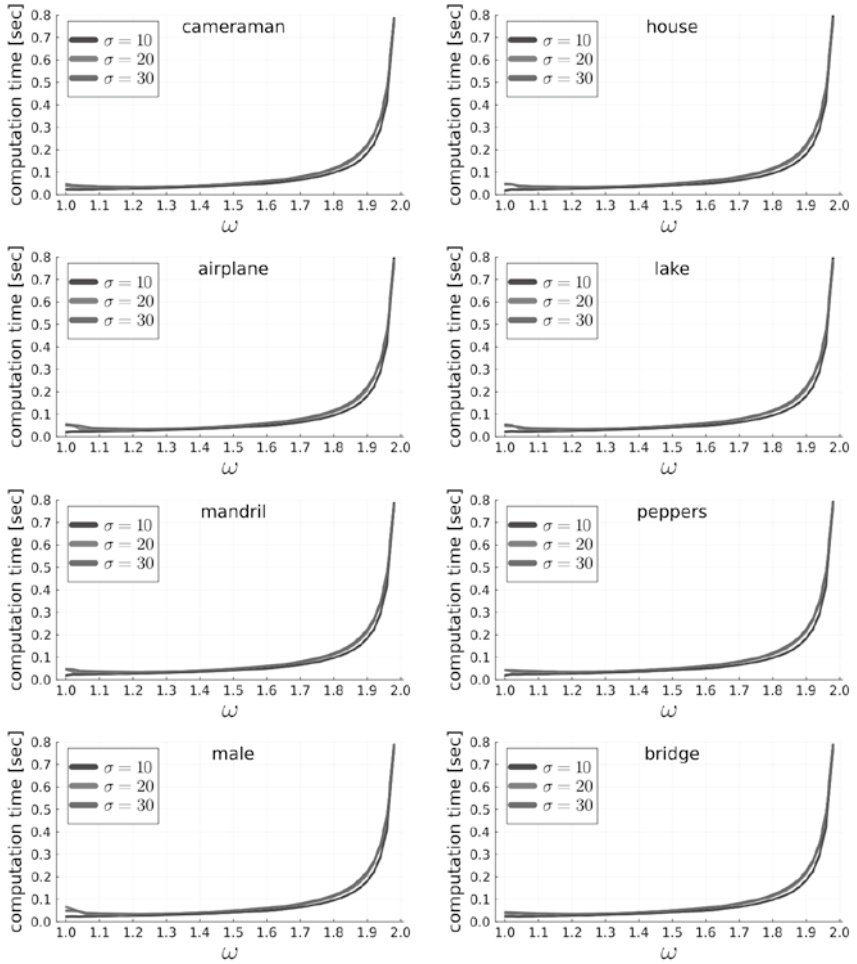 cameraman
σ = 10
σ = 20
σ = 30
computation time [sec]
0.8
0.7
0.6
0.5
0.4
0.3
0.2
0.1
0.0
1.0 1.1 1.2 1.3 1.4 1.5 1.6 1.7 1.8 1.9 2.0
ω
house
σ = 10
σ = 20
σ = 30
computation time [sec]
0.8
0.7
0.6
0.5
0.4
0.3
0.2
0.1
0.0
1.0 1.1 1.2 1.3 1.4 1.5 1.6 1.7 1.8 1.9 2.0
ω
airplane
σ = 10
σ = 20
σ = 30
computation time [sec]
0.8
0.7
0.6
0.5
0.4
0.3
0.2
0.1
0.0
1.0 1.1 1.2 1.3 1.4 1.5 1.6 1.7 1.8 1.9 2.0
ω
lake
σ = 10
σ = 20
σ = 30
computation time [sec]
0.8
0.7
0.6
0.5
0.4
0.3
0.2
0.1
0.0
1.0 1.1 1.2 1.3 1.4 1.5 1.6 1.7 1.8 1.9 2.0
ω
mandril
σ = 10
σ = 20
σ = 30
computation time [sec]
0.8
0.7
0.6
0.5
0.4
0.3
0.2
0.1
0.0
1.0 1.1 1.2 1.3 1.4 1.5 1.6 1.7 1.8 1.9 2.0
ω
peppers
σ = 10
σ = 20
σ = 30
computation time [sec]
0.8
0.7
0.6
0.5
0.4
0.3
0.2
0.1
0.0
1.0 1.1 1.2 1.3 1.4 1.5 1.6 1.7 1.8 1.9 2.0
ω
male
σ = 10
σ = 20
σ = 30
computation time [sec]
0.8
0.7
0.6
0.5
0.4
0.3
0.2
0.1
0.0
1.0 1.1 1.2 1.3 1.4 1.5 1.6 1.7 1.8 1.9 2.0
ω
bridge
σ = 10
σ = 20
σ = 30
computation time [sec]
0.8
0.7
0.6
0.5
0.4
0.3
0.2
0.1
0.0
1.0 1.1 1.2 1.3 1.4 1.5 1.6 1.7 1.8 1.9 2.0
ω